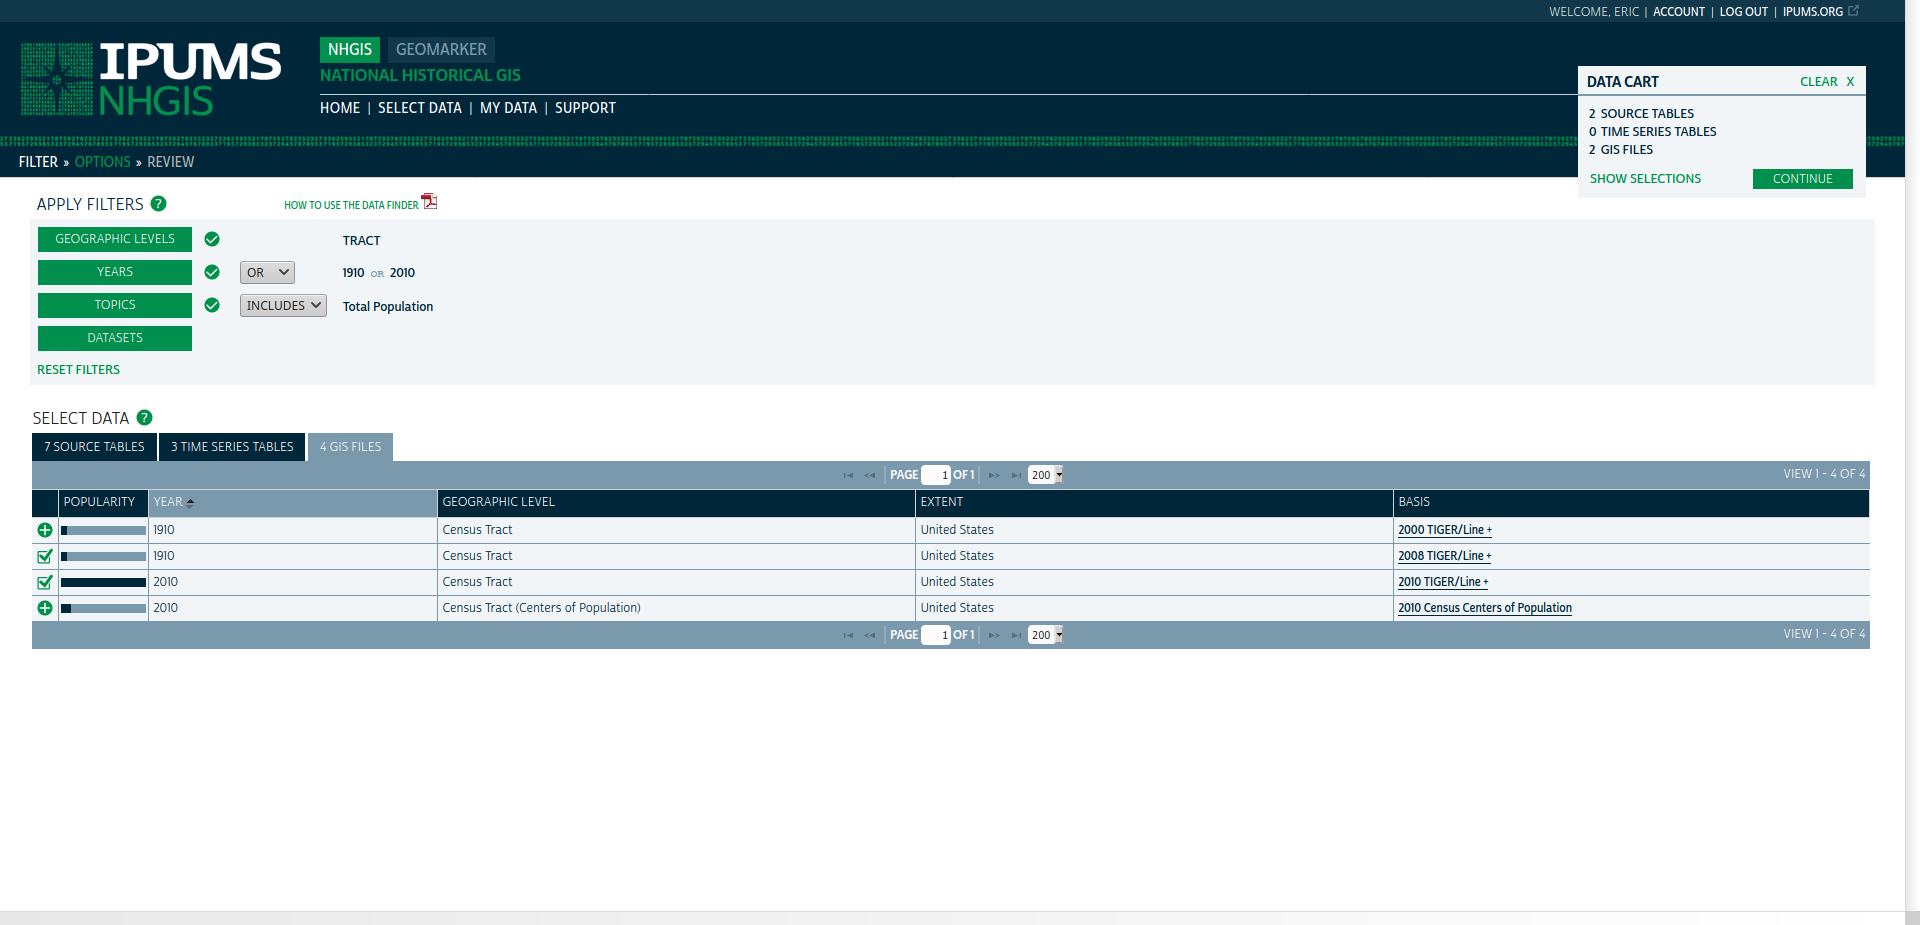 WELCOME, ERIC | ACCOUNT | LOG OUT | IPUMS.ORG
IPUMS
NHGIS
NHGIS GEOMARKER
NATIONAL HISTORICAL GIS
HOME | SELECT DATA | MY DATA | SUPPORT
DATA CART CLEAR X
2 SOURCE TABLES
0 TIME SERIES TABLES
2 GIS FILES
SHOW SELECTIONS CONTINUE
FILTER » OPTIONS » REVIEW
APPLY FILTERS ? HOW TO USE THE DATA FINDER
GEOGRAPHIC LEVELS TRACT
YEARS OR 1910 OR 2010
TOPICS INCLUDES Total Population
DATASETS
RESET FILTERS
SELECT DATA ?
7 SOURCE TABLES 3 TIME SERIES TABLES 4 GIS FILES
PAGE 1 OF 1 200 VIEW 1 - 4 OF 4
POPULARITY YEAR GEOGRAPHIC LEVEL EXTENT BASIS
1910 Census Tract United States 2000 TIGER/Line +
1910 Census Tract United States 2008 TIGER/Line +
2010 Census Tract United States 2010 TIGER/Line +
2010 Census Tract (Centers of Population) United States 2010 Census Centers of Population
PAGE 1 OF 1 200 VIEW 1 - 4 OF 4